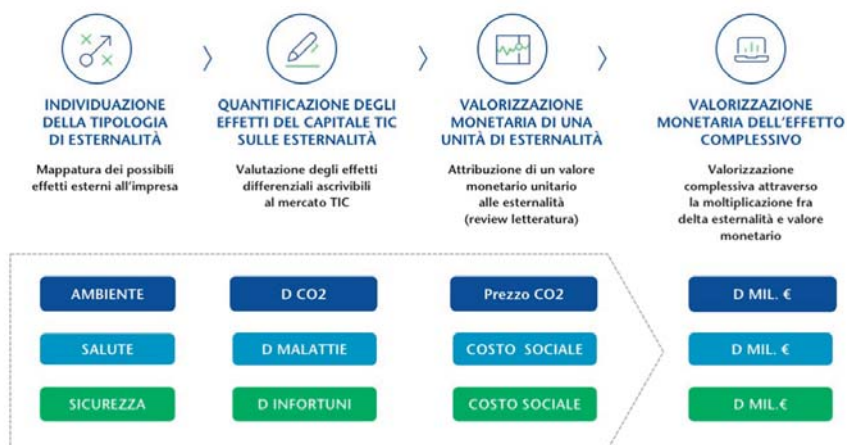 INDIVIDUAZIONE
DELLA TIPOLOGIA
DI ESTERNALITÀ
Mappatura dei possibili
effetti esterni all'impresa
QUANTIFICAZIONE DEGLI
EFFETTI DEL CAPITALE TIC
SULLE ESTERNALITÀ
Valutazione degli effetti
differenziali ascrivibili
al mercato TIC
VALORIZZAZIONE
MONETARIA DI UNA
UNITÀ DI ESTERNALITÀ
Attribuzione di un valore
monetario unitario
alle esternalità
(review letteratura)
VALORIZZAZIONE
MONETARIA DELL'EFFETTO
COMPLESSIVO
Valorizzazione
complessiva attraverso
la moltiplicazione fra
delta esternalità e valore
monetario
AMBIENTE
D CO2
Prezzo CO2
D MIL. €
SALUTE
D MALATTIE
COSTO SOCIALE
D MIL. €
SICUREZZA
D INFORTUNI
COSTO SOCIALE
D MIL.€